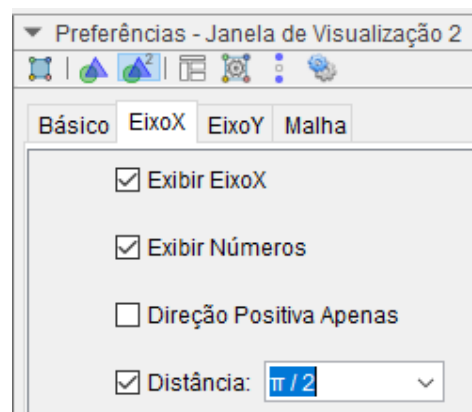 Preferências - Janela de Visualização 2
Básico EixoX EixoY Malha
Exibir EixoX
Exibir Números
Direção Positiva Apenas
Distância: π / 2